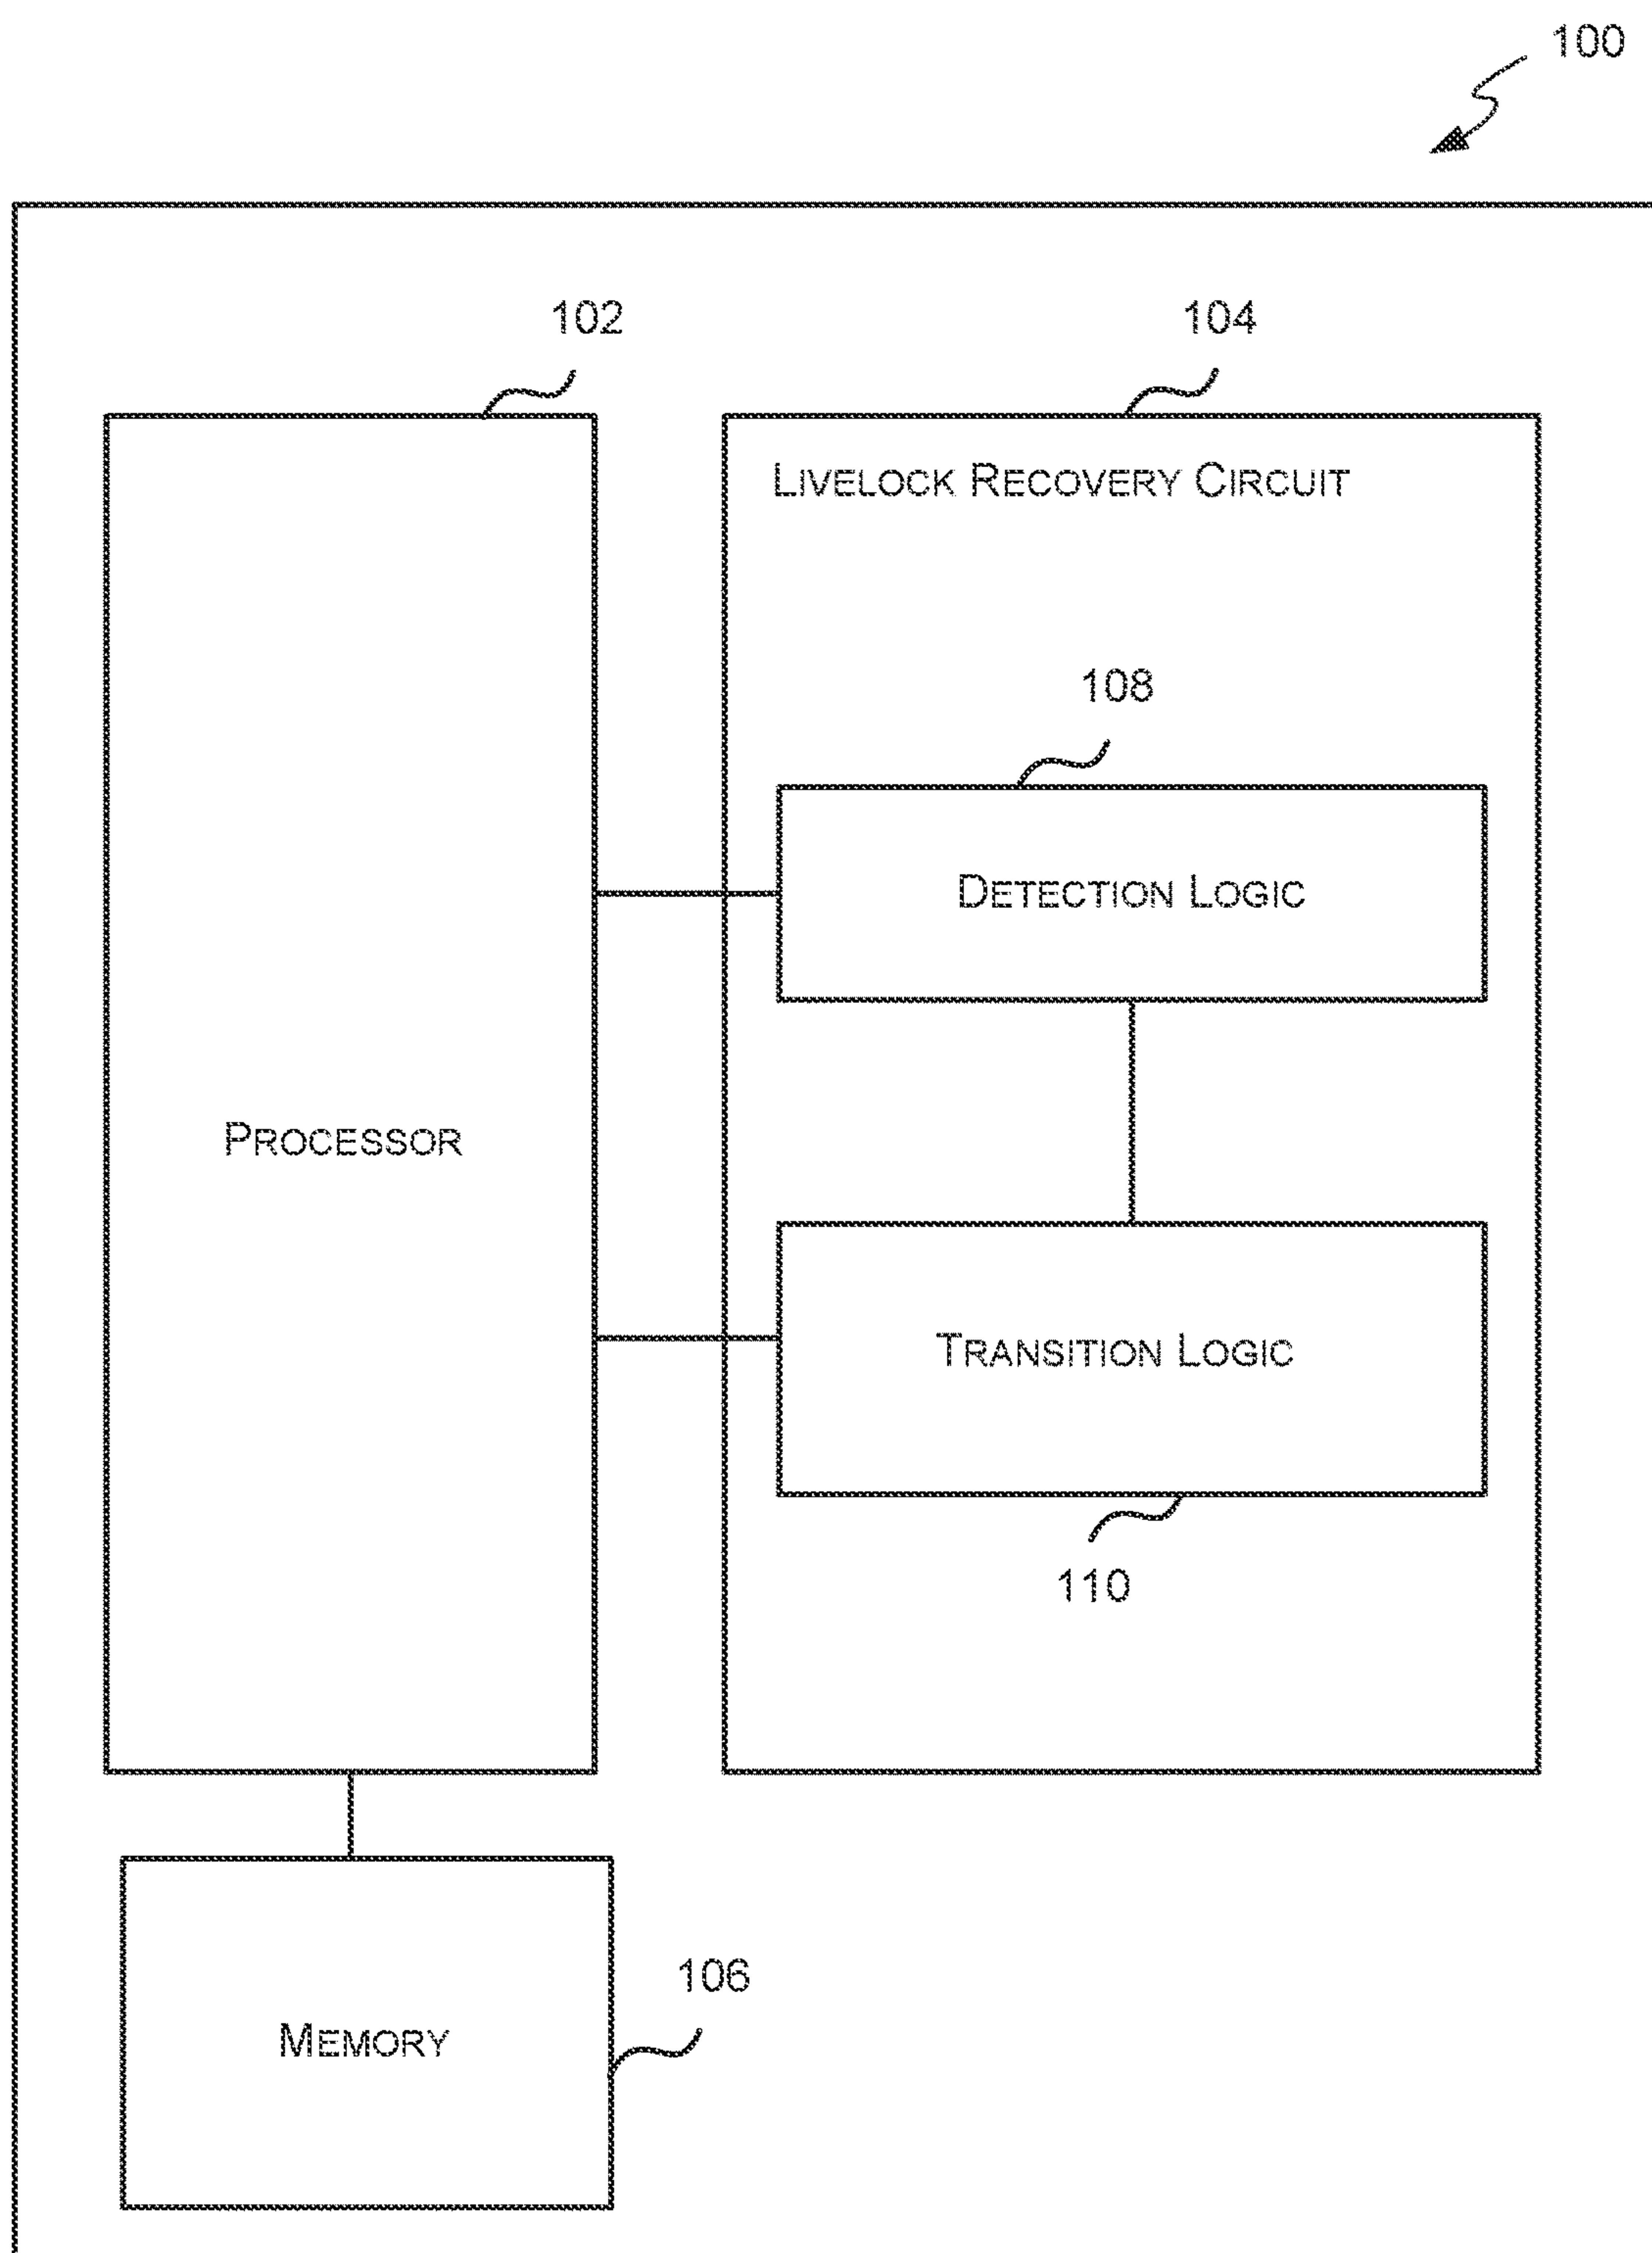 100
102
104
LIVELOCK RECOVERY CIRCUIT
108
DETECTION LOGIC
PROCESSOR
TRANSITION LOGIC
110
106
MEMORY